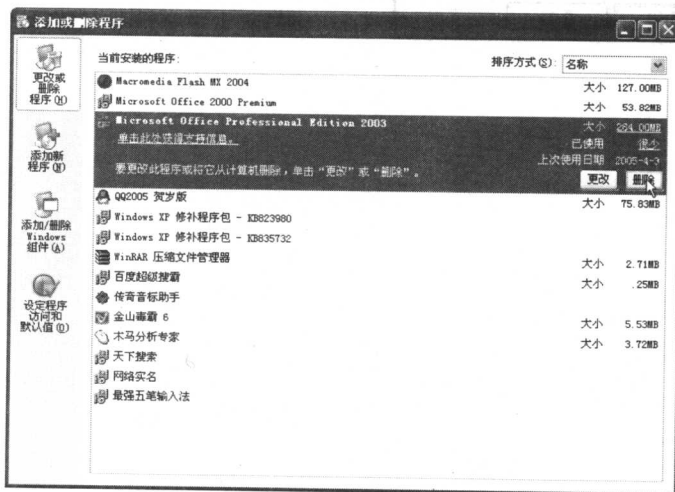 添加或删除程序
当前安装的程序:
排序方式(S): 名称
更改或
删除
程序(H)
添加新
程序(N)
添加/删除
Windows
组件(A)
设定程序
访问和
默认值(O)
Macromedia Flash MX 2004 大小 127.00MB
Microsoft Office 2000 Premium 大小 53.82MB
Microsoft Office Professional Edition 2003 大小 264.00MB
单击此处获得支持信息。 已使用 很少
上次使用日期 2005-4-3
要更改此程序或将它从计算机删除,单击“更改”或“删除”。
更改 删除
QQ2005 贺岁版 大小 75.83MB
Windows XP 修补程序包 - KB823980
Windows XP 修补程序包 - KB835732
WinRAR 压缩文件管理器 大小 2.71MB
百度超级搜霸 大小 .25MB
传奇音标助手
金山毒霸 6 大小 5.53MB
木马分析专家 大小 3.72MB
天下搜索
网络实名
最强五笔输入法